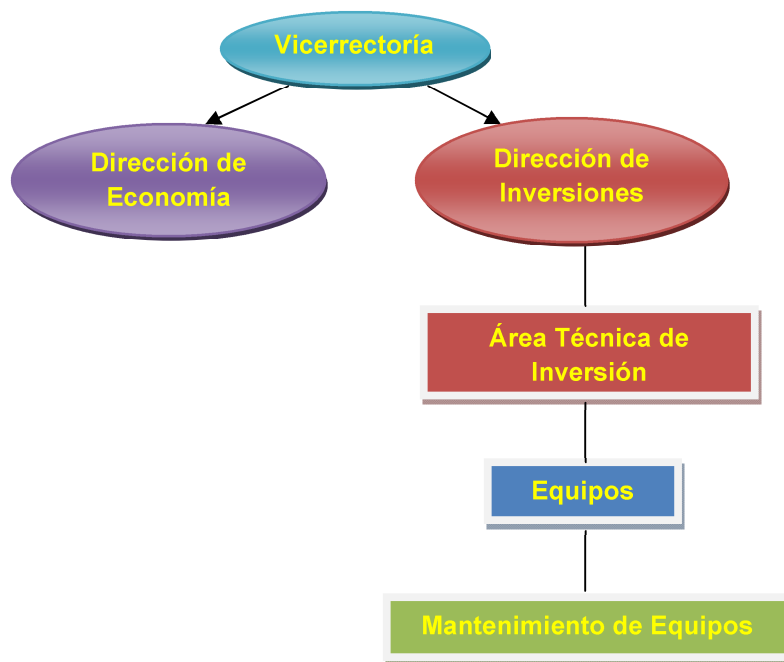 Vicerrectoría
Dirección de
Economía
Dirección de
Inversiones
Área Técnica de
Inversión
Equipos
Mantenimiento de Equipos